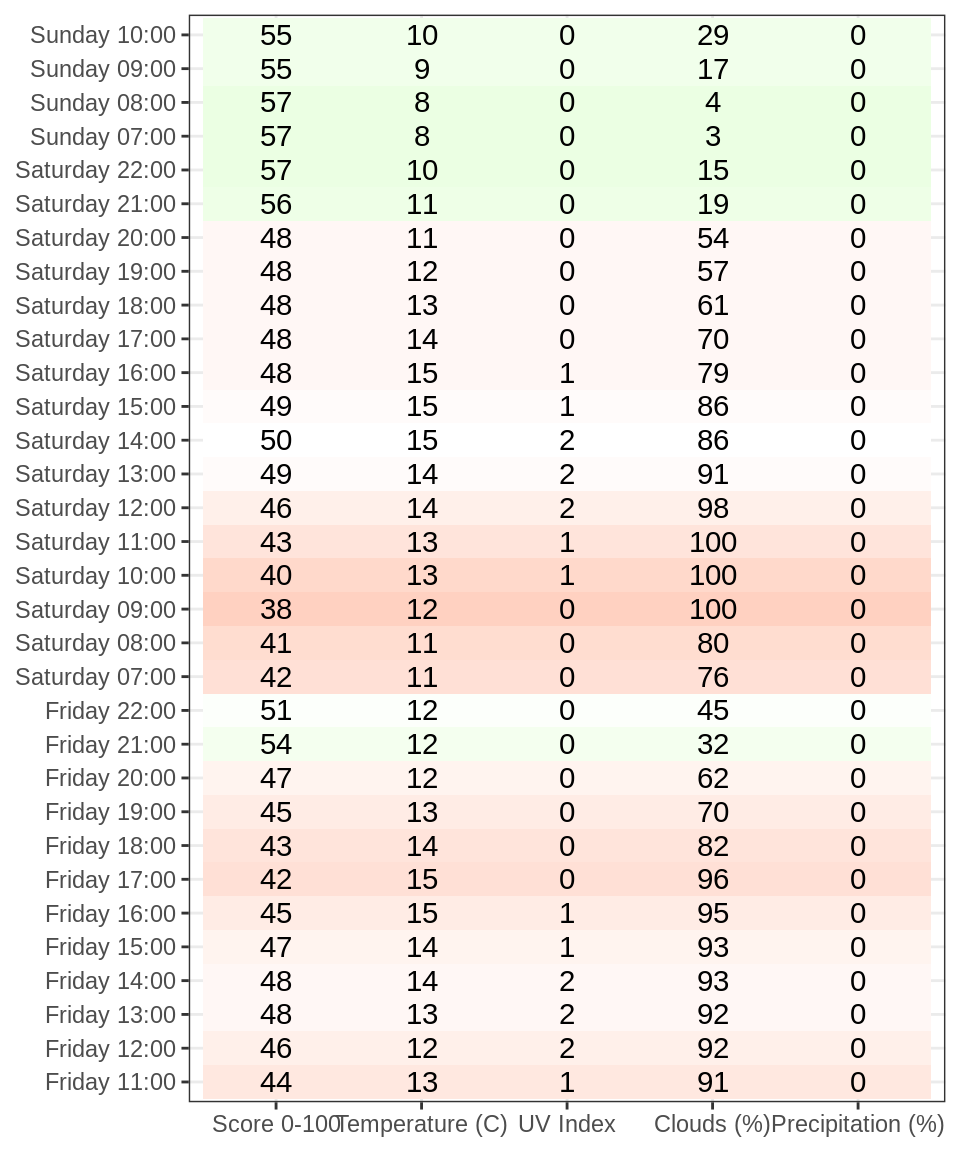 Sunday 10:00 55 10 0 29 0
Sunday 09:00 55 9 0 17 0
Sunday 08:00 57 8 0 4 0
Sunday 07:00 57 8 0 3 0
Saturday 22:00 57 10 0 15 0
Saturday 21:00 56 11 0 19 0
Saturday 20:00 48 11 0 54 0
Saturday 19:00 48 12 0 57 0
Saturday 18:00 48 13 0 61 0
Saturday 17:00 48 14 0 70 0
Saturday 16:00 48 15 1 79 0
Saturday 15:00 49 15 1 86 0
Saturday 14:00 50 15 2 86 0
Saturday 13:00 49 14 2 91 0
Saturday 12:00 46 14 2 98 0
Saturday 11:00 43 13 1 100 0
Saturday 10:00 40 13 1 100 0
Saturday 09:00 38 12 0 100 0
Saturday 08:00 41 11 0 80 0
Saturday 07:00 42 11 0 76 0
Friday 22:00 51 12 0 45 0
Friday 21:00 54 12 0 32 0
Friday 20:00 47 12 0 62 0
Friday 19:00 45 13 0 70 0
Friday 18:00 43 14 0 82 0
Friday 17:00 42 15 0 96 0
Friday 16:00 45 15 1 95 0
Friday 15:00 47 14 1 93 0
Friday 14:00 48 14 2 93 0
Friday 13:00 48 13 2 92 0
Friday 12:00 46 12 2 92 0
Friday 11:00 44 13 1 91 0
Score 0-100 Temperature (C) UV Index Clouds (%) Precipitation (%)